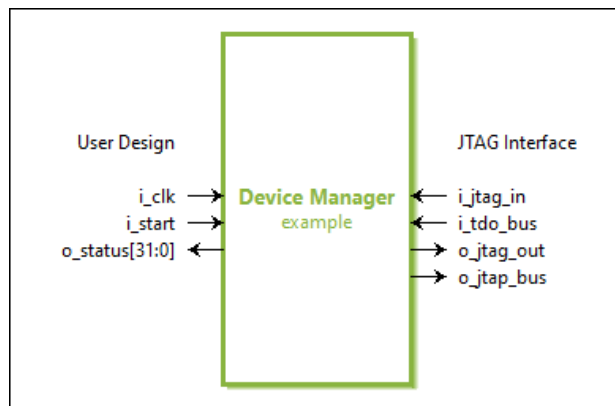 User Design
JTAG Interface
i_clk
i_start
o_status[31:0]
Device Manager
example
i_jtag_in
i_tdo_bus
o_jtag_out
o_jtap_bus